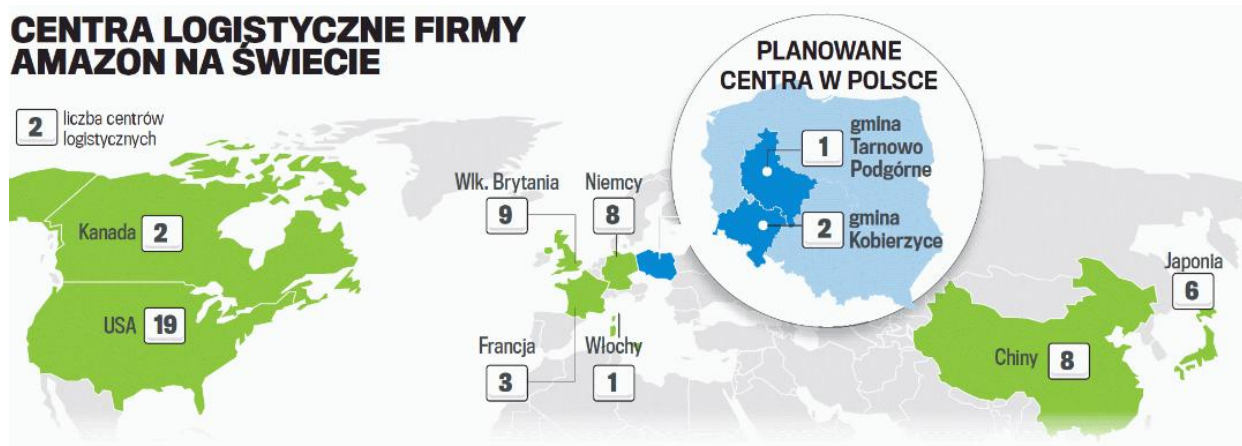 CENTRA LOGISTYCZNE FIRMY
AMAZON NA ŚWIECIE
2 liczba centrów
logistycznych
PLANOWANE
CENTRA W POLSCE
1 gmina
Tarnowo
Podgórne
2 gmina
Kobierzyce
Kanada 2
USA 19
Wlk. Brytania
9
Niemcy
8
Francja
3
Włochy
1
Chiny 8
Japonia
6